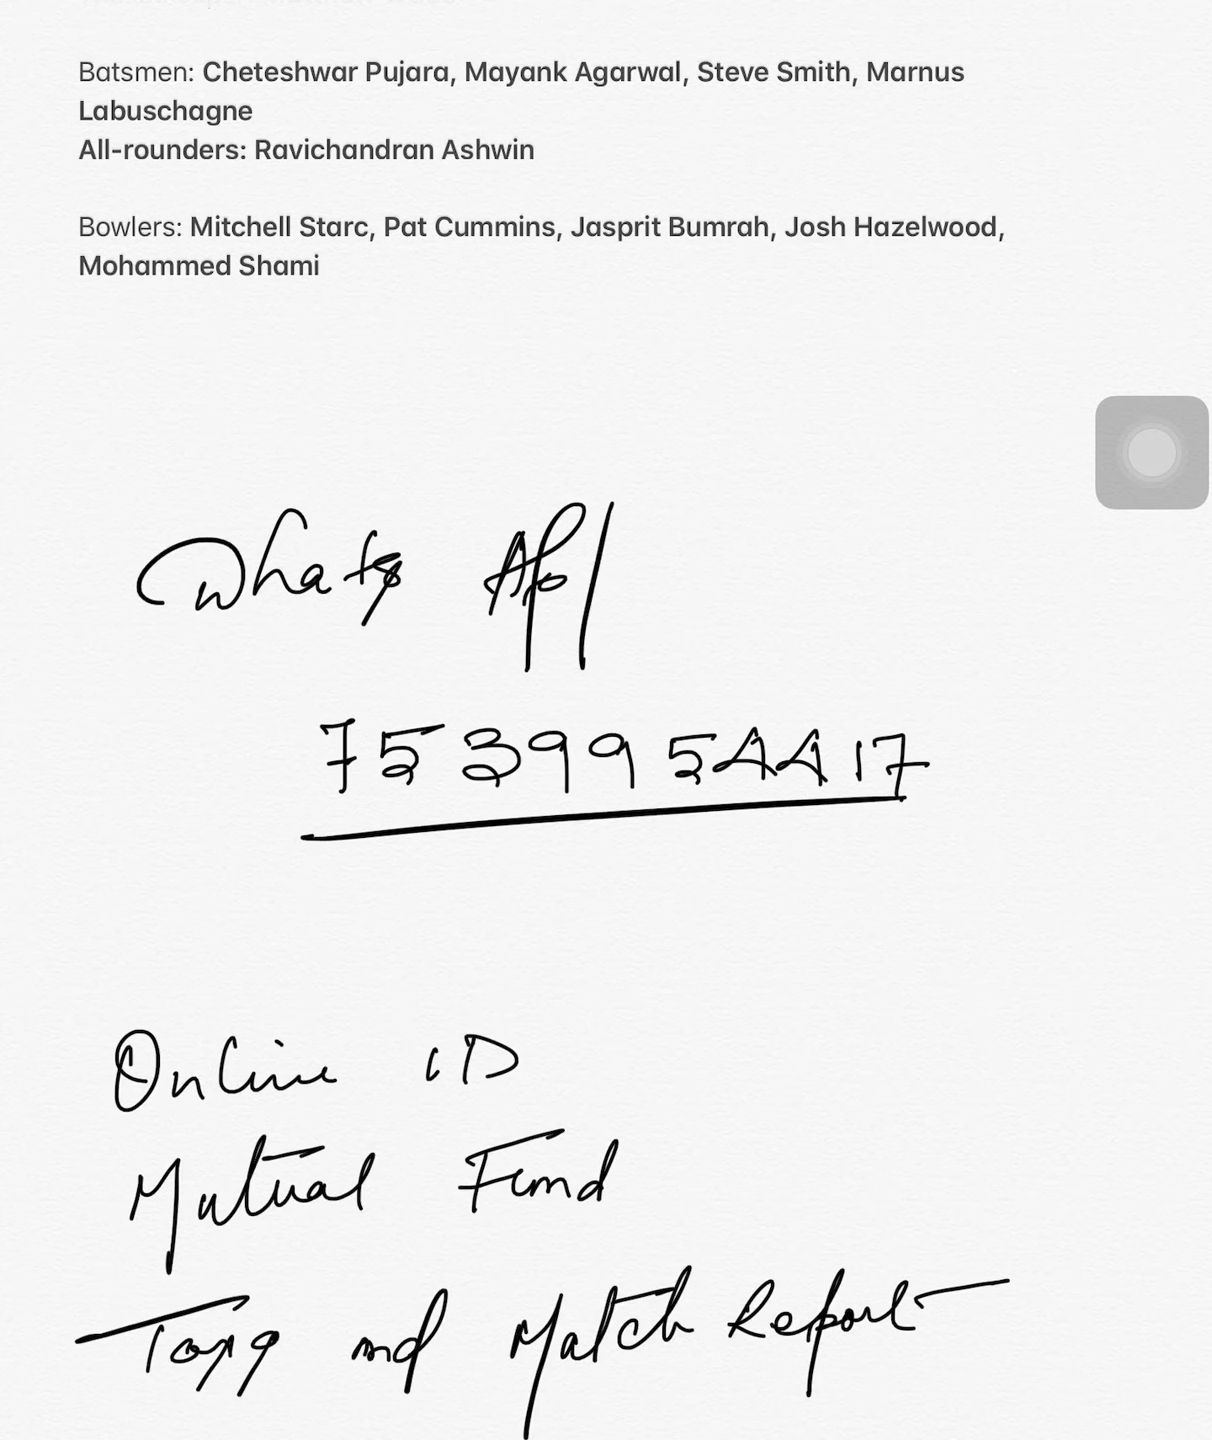 Batsmen: Cheteshwar Pujara, Mayank Agarwal, Steve Smith, Marnus
Labuschagne
All-rounders: Ravichandran Ashwin
Bowlers: Mitchell Starc, Pat Cummins, Jasprit Bumrah, Josh Hazelwood,
Mohammed Shami
Whats App
7539954417
Online ID
Mutual Fund
and Match Report